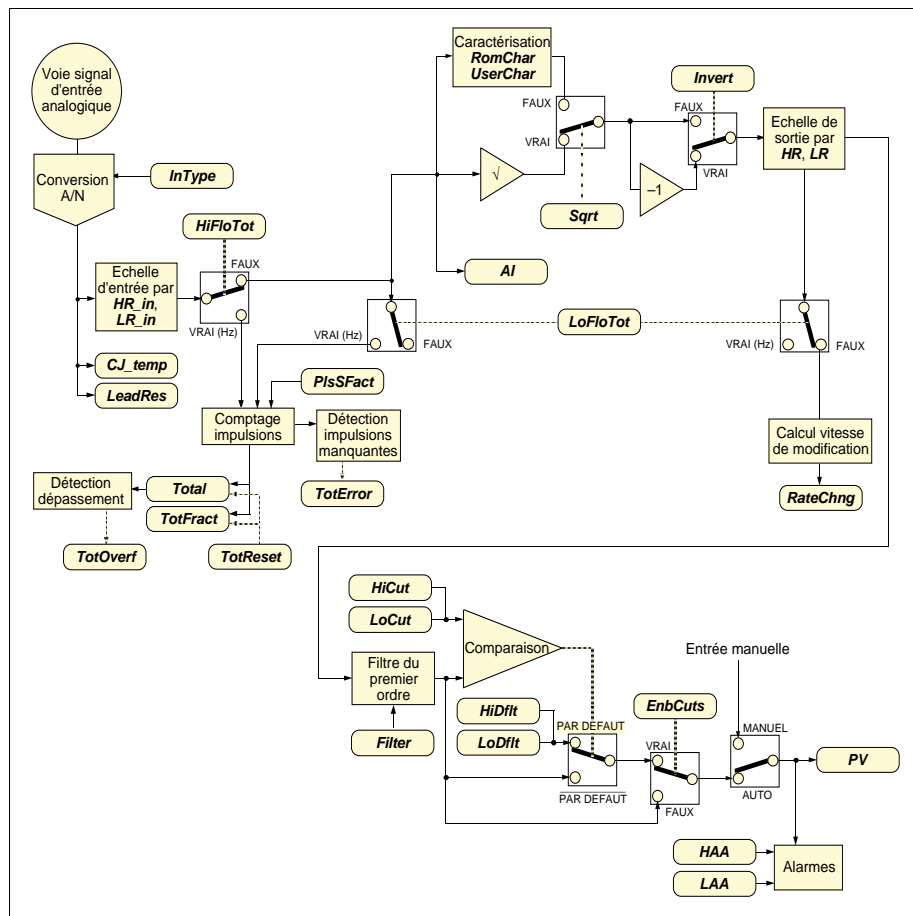 Voie signal
d'entrée
analogique
Conversion
A/N
InType
HiFloTot
Echelle
d'entrée par
HR_in,
LR_in
FAUX
VRAI (Hz)
CJ_temp
LeadRes
Caractérisation
RomChar
UserChar
FAUX
VRAI
√
Sqrt
AI
Invert
FAUX
VRAI
–1
Echelle de
sortie par
HR, LR
VRAI (Hz)
FAUX
LoFloTot
VRAI (Hz)
FAUX
PlsSFact
Comptage
impulsions
Détection
impulsions
manquantes
TotError
Calcul vitesse
de modification
RateChng
Détection
dépassement
Total
TotFract
TotOverf
TotReset
HiCut
LoCut
Comparaison
Filtre du
premier
ordre
Filter
HiDflt
LoDflt
PAR DEFAUT
PAR DEFAUT
EnbCuts
VRAI
FAUX
Entrée manuelle
MANUEL
AUTO
PV
HAA
LAA
Alarmes